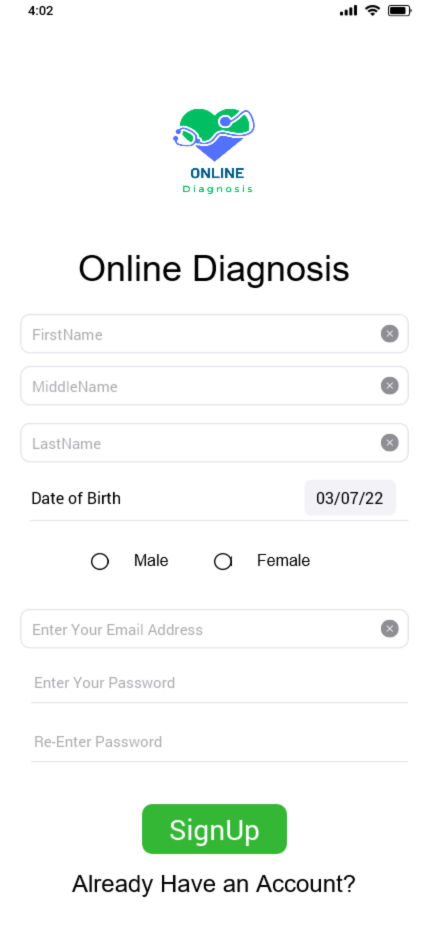 4:02
ONLINE
Diagnosis
Online Diagnosis
FirstName
MiddleName
LastName
Date of Birth 03/07/22
Male Female
Enter Your Email Address
Enter Your Password
Re-Enter Password
SignUp
Already Have an Account?